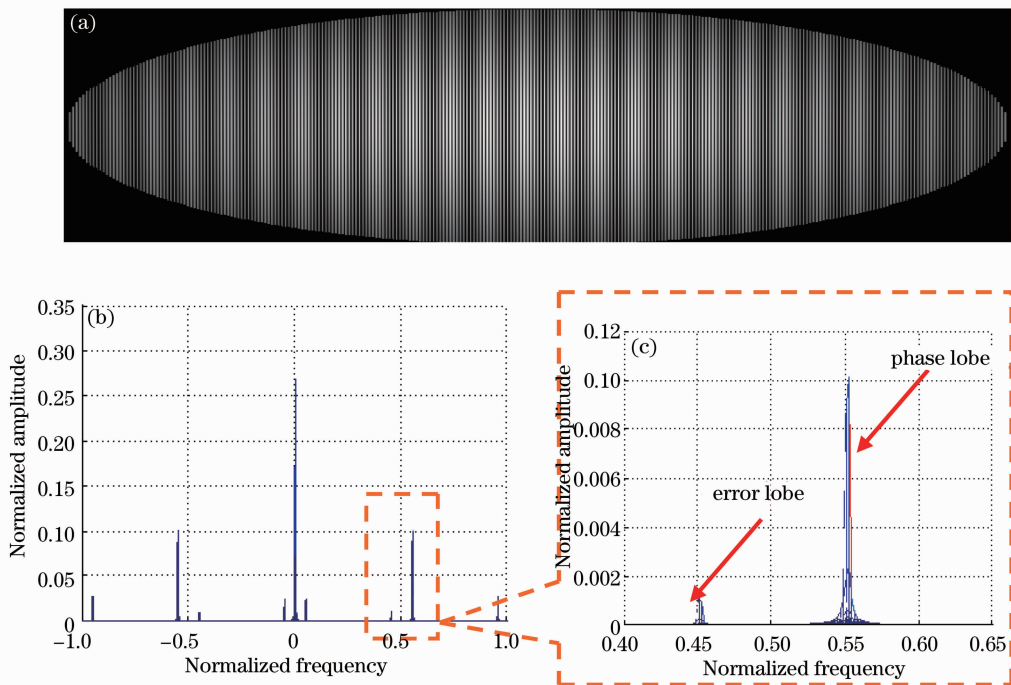 (a)
(b)
0.35
0.30
0.25
0.20
0.15
0.10
0.05
0
-1.0
-0.5
0
0.5
1.0
Normalized amplitude
Normalized frequency
(c)
0.12
0.10
0.008
0.006
0.004
0.002
0
0.40
0.45
0.50
0.55
0.60
0.65
Normalized amplitude
Normalized frequency
phase lobe
error lobe